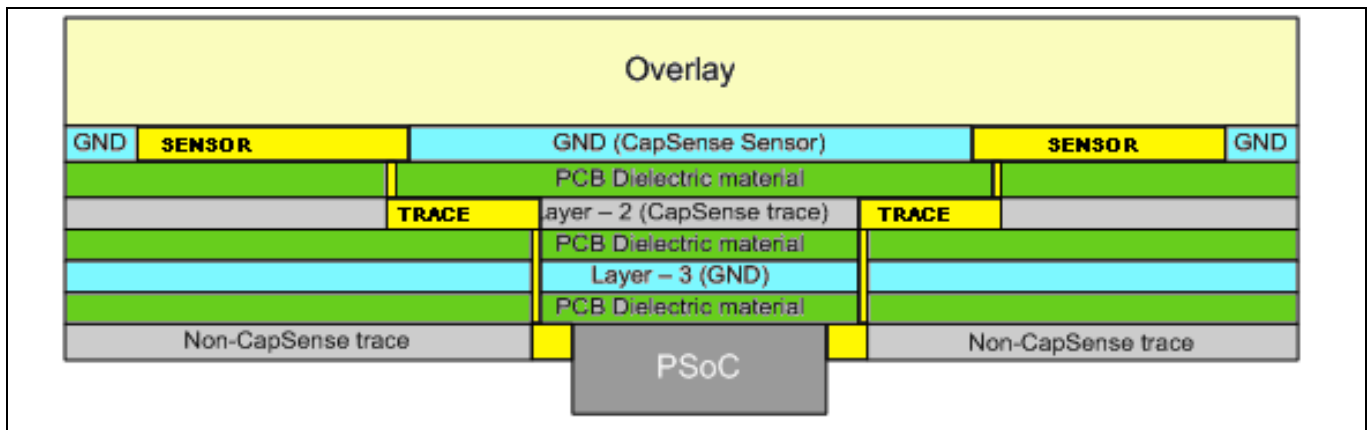 Overlay
GND SENSOR GND (CapSense Sensor) SENSOR GND
PCB Dielectric material
TRACE ayer – 2 (CapSense trace) TRACE
PCB Dielectric material
Layer – 3 (GND)
PCB Dielectric material
Non-CapSense trace Non-CapSense trace
PSoC